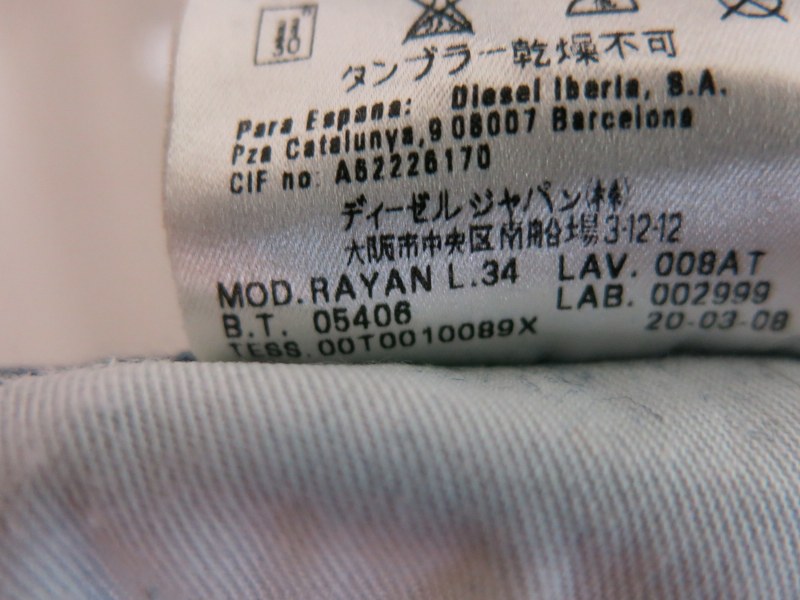 30
タンブラー乾燥不可
Para Espana: Diesel Iberia, S.A.
Pza Catalunya,9 08007 Barcelona
CIF no: A62226170
ディーゼル ジャパン(株)
大阪市中央区南船場3-12-12
MOD.RAYAN L.34 LAV. 008AT
B.T. 05406 LAB. 002999
TESS. 00T0010089X 20-03-08